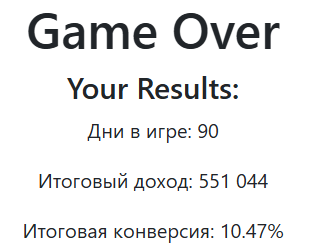 Game Over
Your Results:
Дни в игре: 90
Итоговый доход: 551 044
Итоговая конверсия: 10.47%